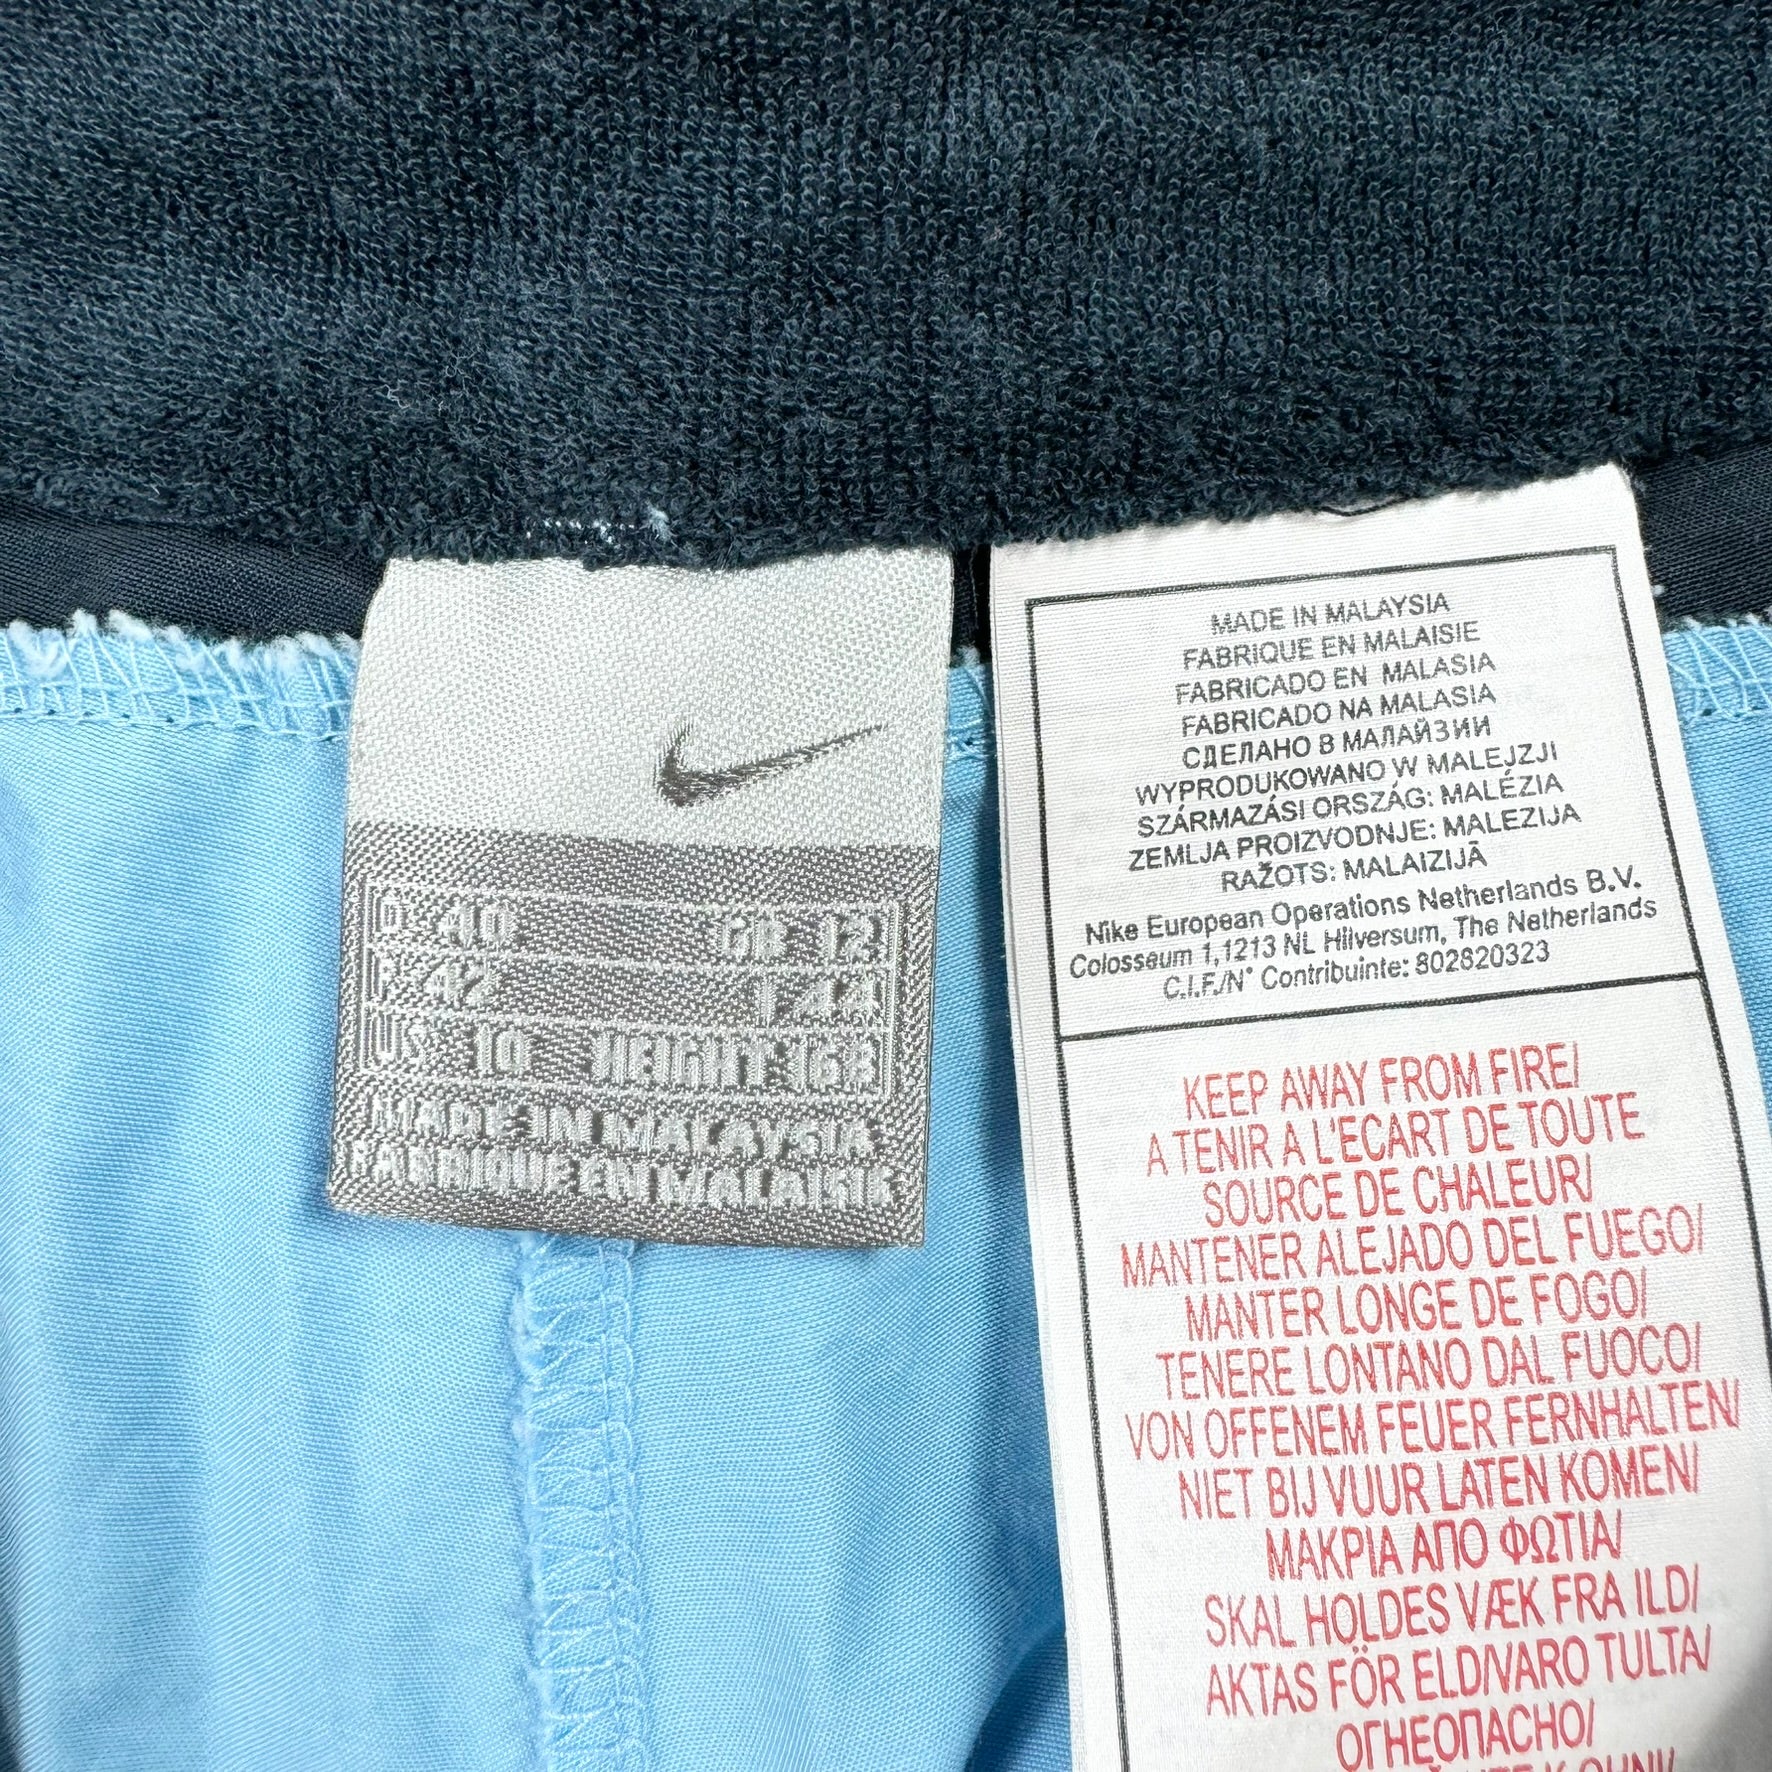 D 40 GB 12
F 42 I 44
US 10 HEIGHT 168
MADE IN MALAYSIA
FABRIQUE EN MALAISIE
MADE IN MALAYSIA
FABRIQUE EN MALAISIE
FABRICADO EN MALASIA
FABRICADO NA MALASIA
СДЕЛАНО В МАЛАЙЗИИ
WYPRODUKOWANO W MALEJZJI
SZÁRMAZÁSI ORSZÁG: MALÉZIA
ZEMLJA PROIZVODNJE: MALEZIJA
RAŽOTS: MALAIZIJĀ
Nike European Operations Netherlands B.V.
Colosseum 1,1213 NL Hilversum, The Netherlands
C.I.F./N° Contribuinte: 802820323
KEEP AWAY FROM FIRE/
A TENIR A L'ECART DE TOUTE
SOURCE DE CHALEUR/
MANTENER ALEJADO DEL FUEGO/
MANTER LONGE DE FOGO/
TENERE LONTANO DAL FUOCO/
VON OFFENEM FEUER FERNHALTEN/
NIET BIJ VUUR LATEN KOMEN/
ΜΑΚΡΙΑ ΑΠΟ ΦΩΤΙΑ/
SKAL HOLDES VÆK FRA ILD/
AKTAS FÖR ELD/VARO TULTA/
ОГНЕОПАСНО/